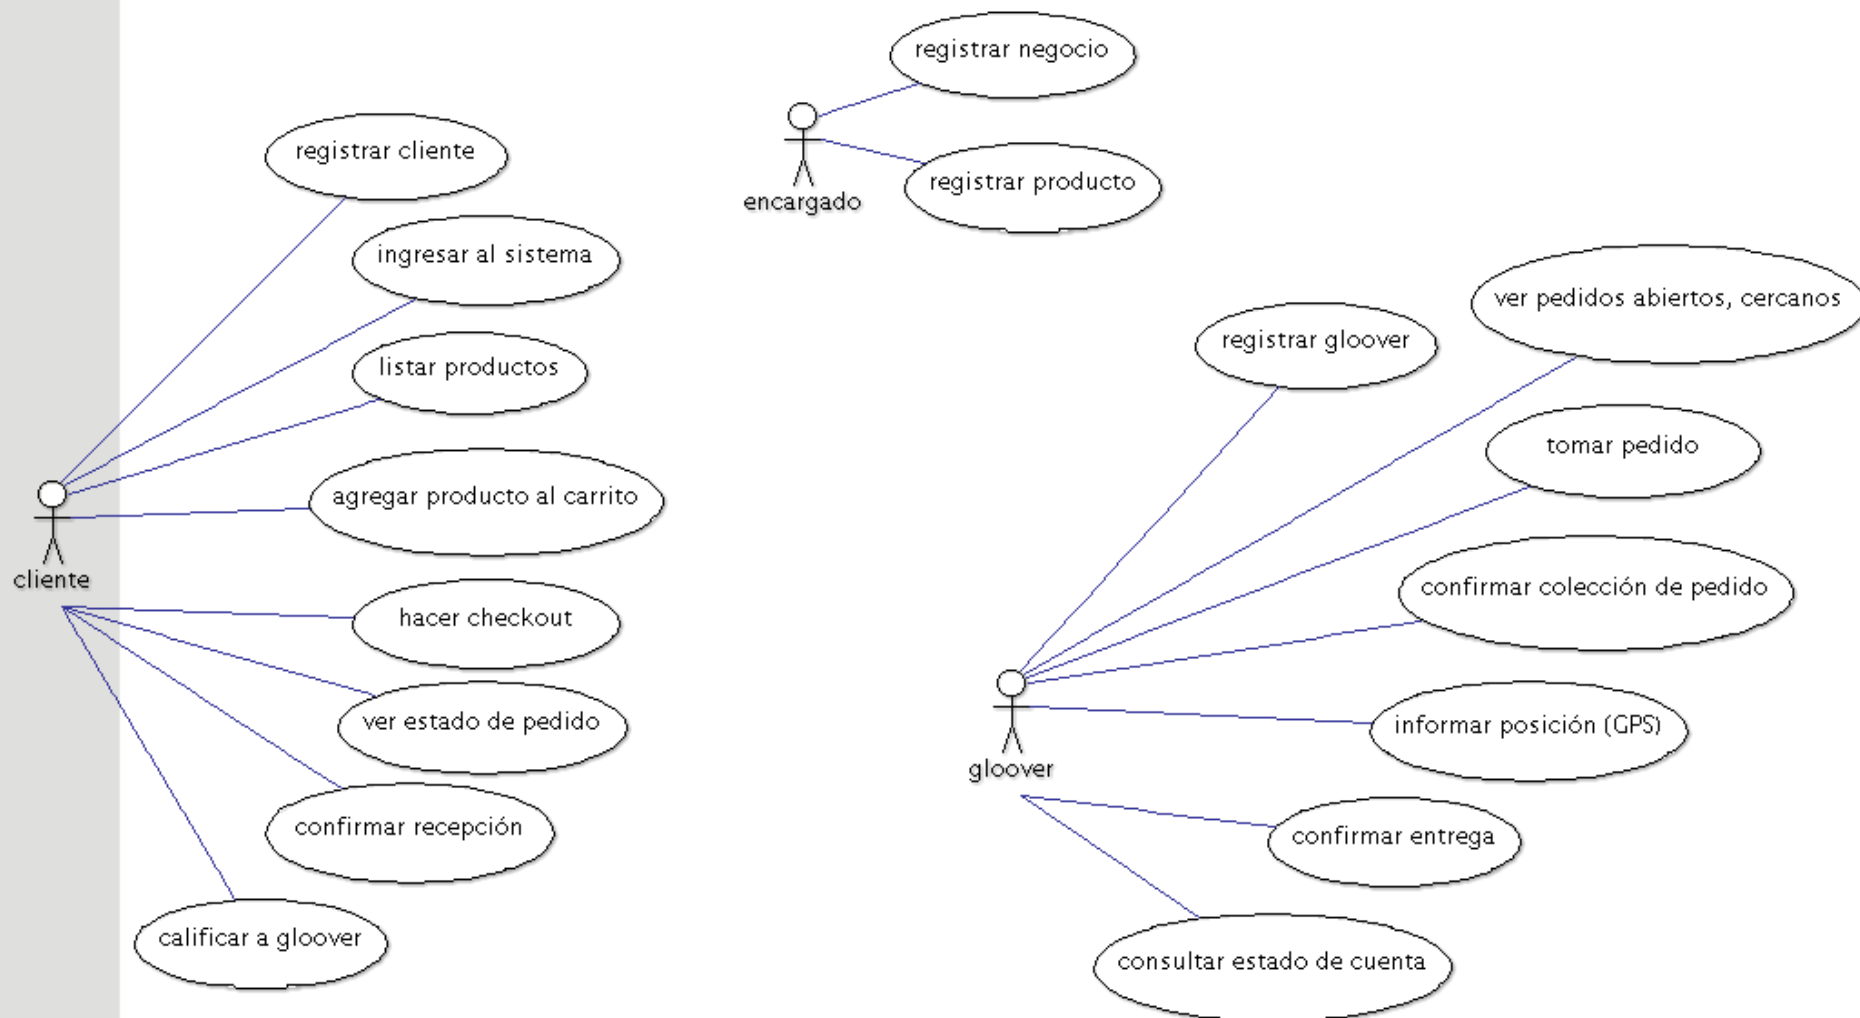 registrar negocio
registrar producto
encargado
registrar cliente
ingresar al sistema
listar productos
agregar producto al carrito
cliente
hacer checkout
ver estado de pedido
confirmar recepción
calificar a gloover
ver pedidos abiertos, cercanos
registrar gloover
tomar pedido
confirmar colección de pedido
informar posición (GPS)
gloover
confirmar entrega
consultar estado de cuenta